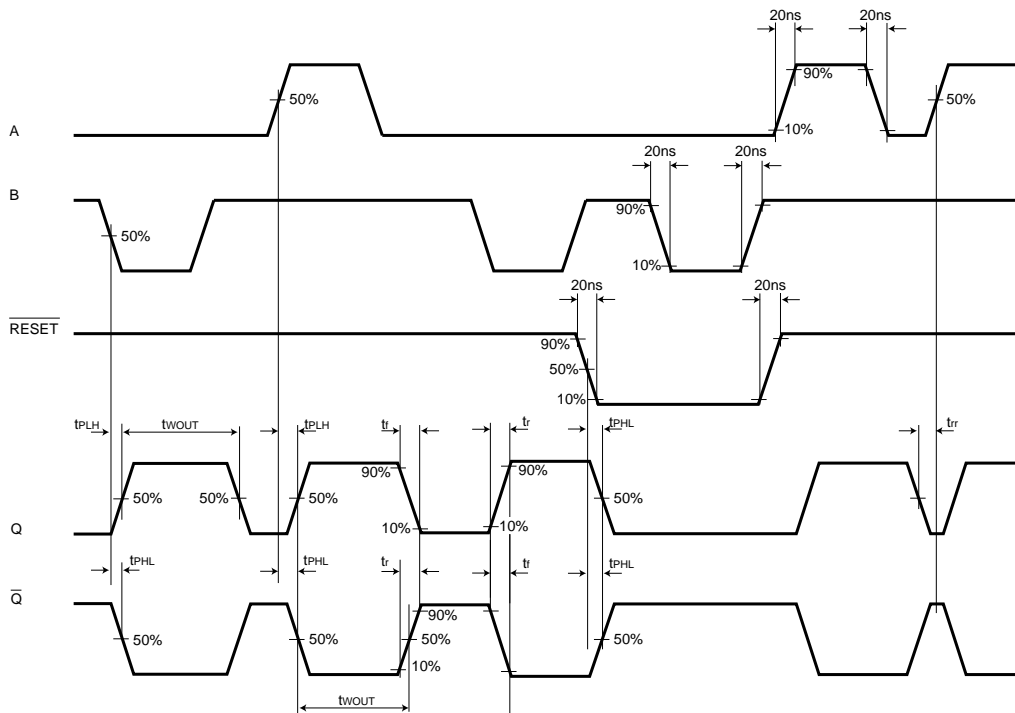 20ns 20ns
50% 90% 50%
A 10%
20ns 20ns
B 90%
50%
10%
20ns 20ns
RESET
90%
50%
10%
tPLH tWOUT tPLH tf tr tPHL trr
90% 90%
50% 50% 50% 50%
Q 10% 10%
tPHL tPHL tr tf tPHL
Q
90%
50% 50% 50% 50%
10%
tWOUT